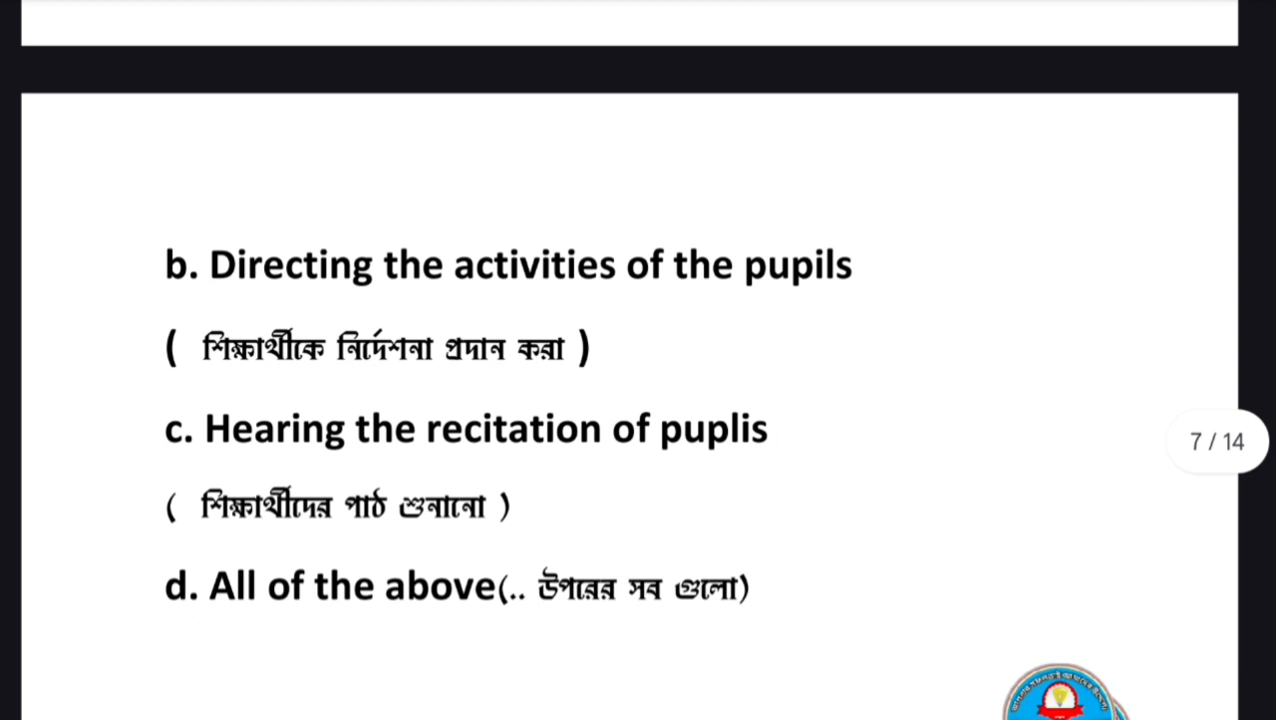 b. Directing the activities of the pupils
( শিক্ষার্থীকে নির্দেশনা প্রদান করা )
c. Hearing the recitation of puplis
7 / 14
( শিক্ষার্থীদের পাঠ শুনানো )
d. All of the above(.. উপরের সব গুলো)